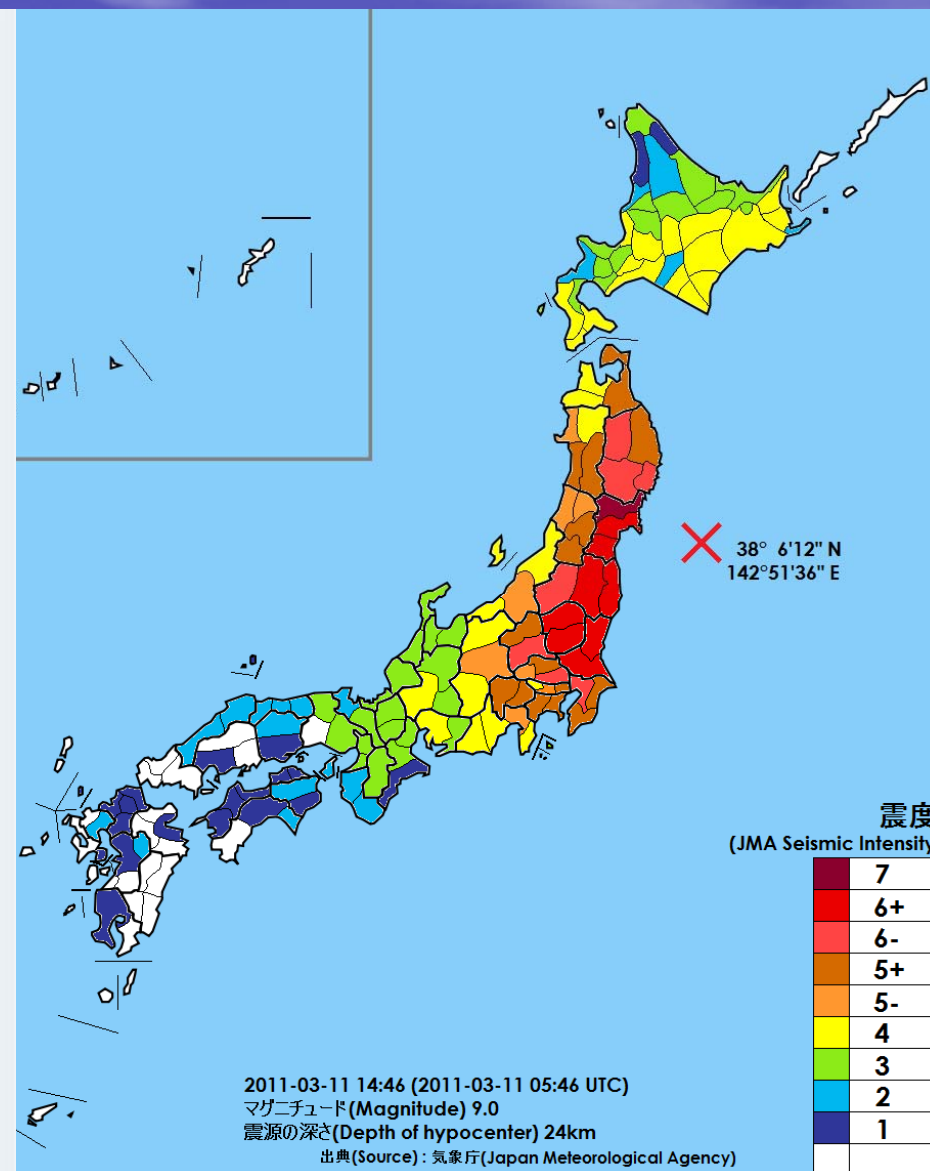 38° 6'12" N
142°51'36" E
震度
(JMA Seismic Intensity
7
6+
6-
5+
5-
4
3
2
1
2011-03-11 14:46 (2011-03-11 05:46 UTC)
マグニチュード(Magnitude) 9.0
震源の深さ(Depth of hypocenter) 24km
出典(Source) : 気象庁(Japan Meteorological Agency)